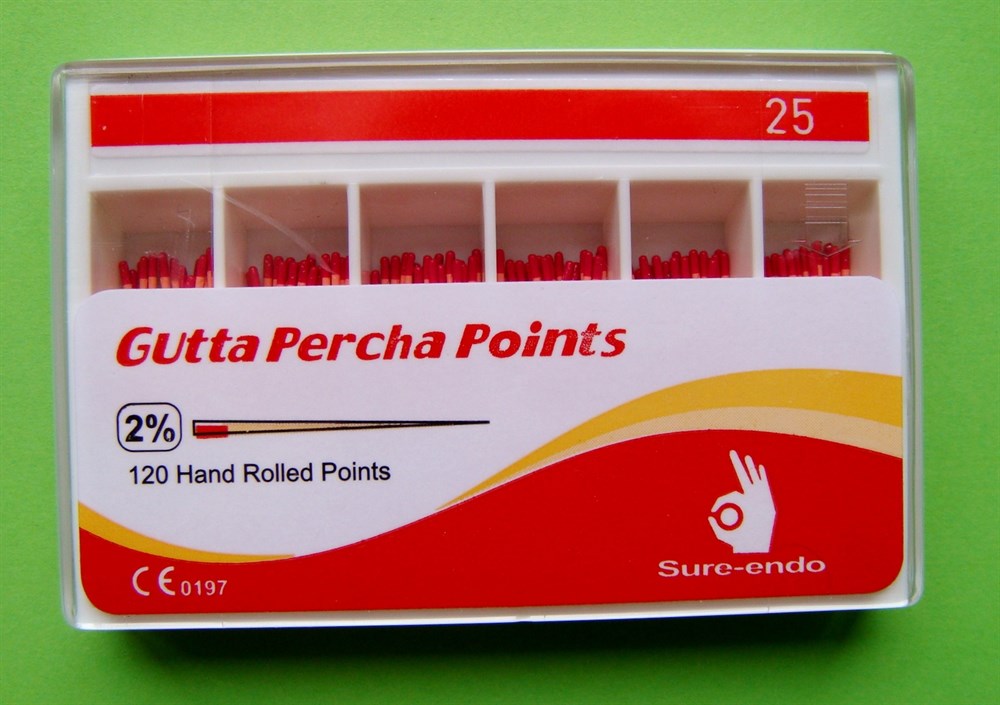 25
Gutta Percha Points
2%
120 Hand Rolled Points
Sure-endo
CE 0197